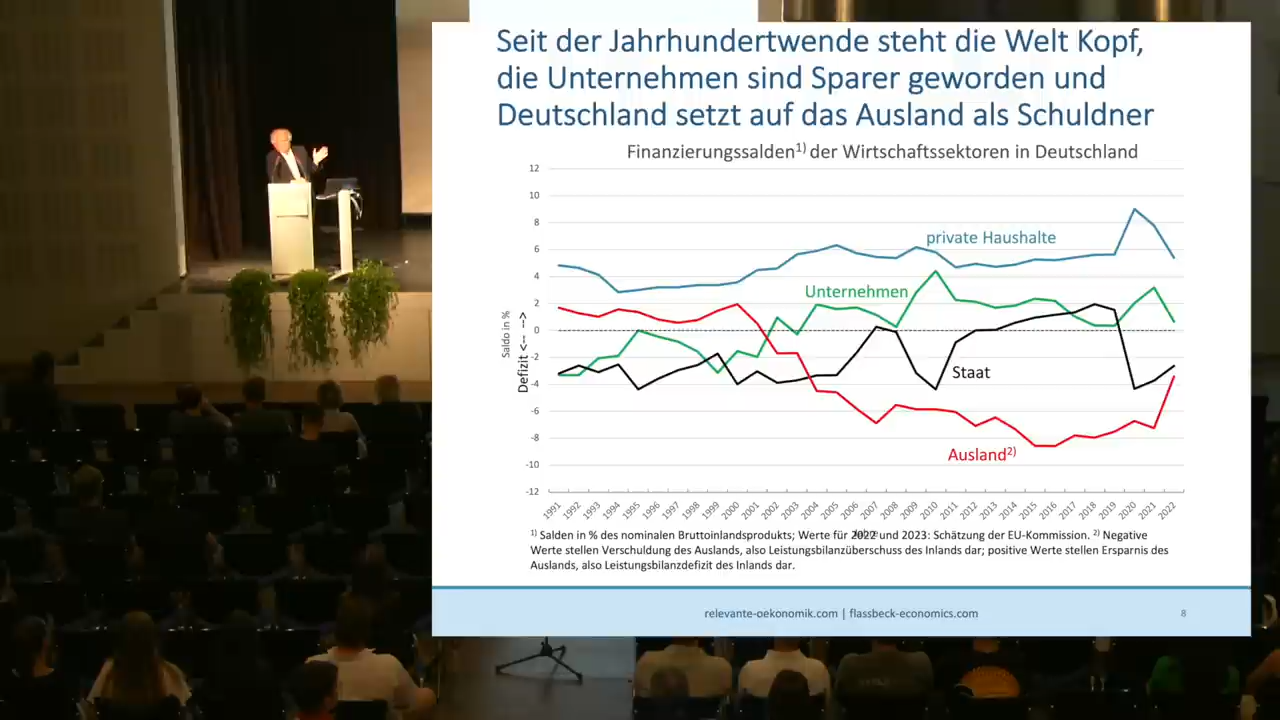 Seit der Jahrhundertwende steht die Welt Kopf,
die Unternehmen sind Sparer geworden und
Deutschland setzt auf das Ausland als Schuldner
Finanzierungssalden1) der Wirtschaftssektoren in Deutschland
12
10
8
6
4
2
0
-2
-4
-6
-8
-10
-12
Saldo in %
Defizit <-- -->
private Haushalte
Unternehmen
Staat
Ausland2)
1991 1992 1993 1994 1995 1996 1997 1998 1999 2000 2001 2002 2003 2004 2005 2006 2007 2008 2009 2010 2011 2012 2013 2014 2015 2016 2017 2018 2019 2020 2021 2022
1) Salden in % des nominalen Bruttoinlandsprodukts; Werte für 2022 und 2023: Schätzung der EU-Kommission. 2) Negative
Werte stellen Verschuldung des Auslands, also Leistungsbilanzüberschuss des Inlands dar; positive Werte stellen Ersparnis des
Auslands, also Leistungsbilanzdefizit des Inlands dar.
relevante-oekonomik.com | flassbeck-economics.com
8